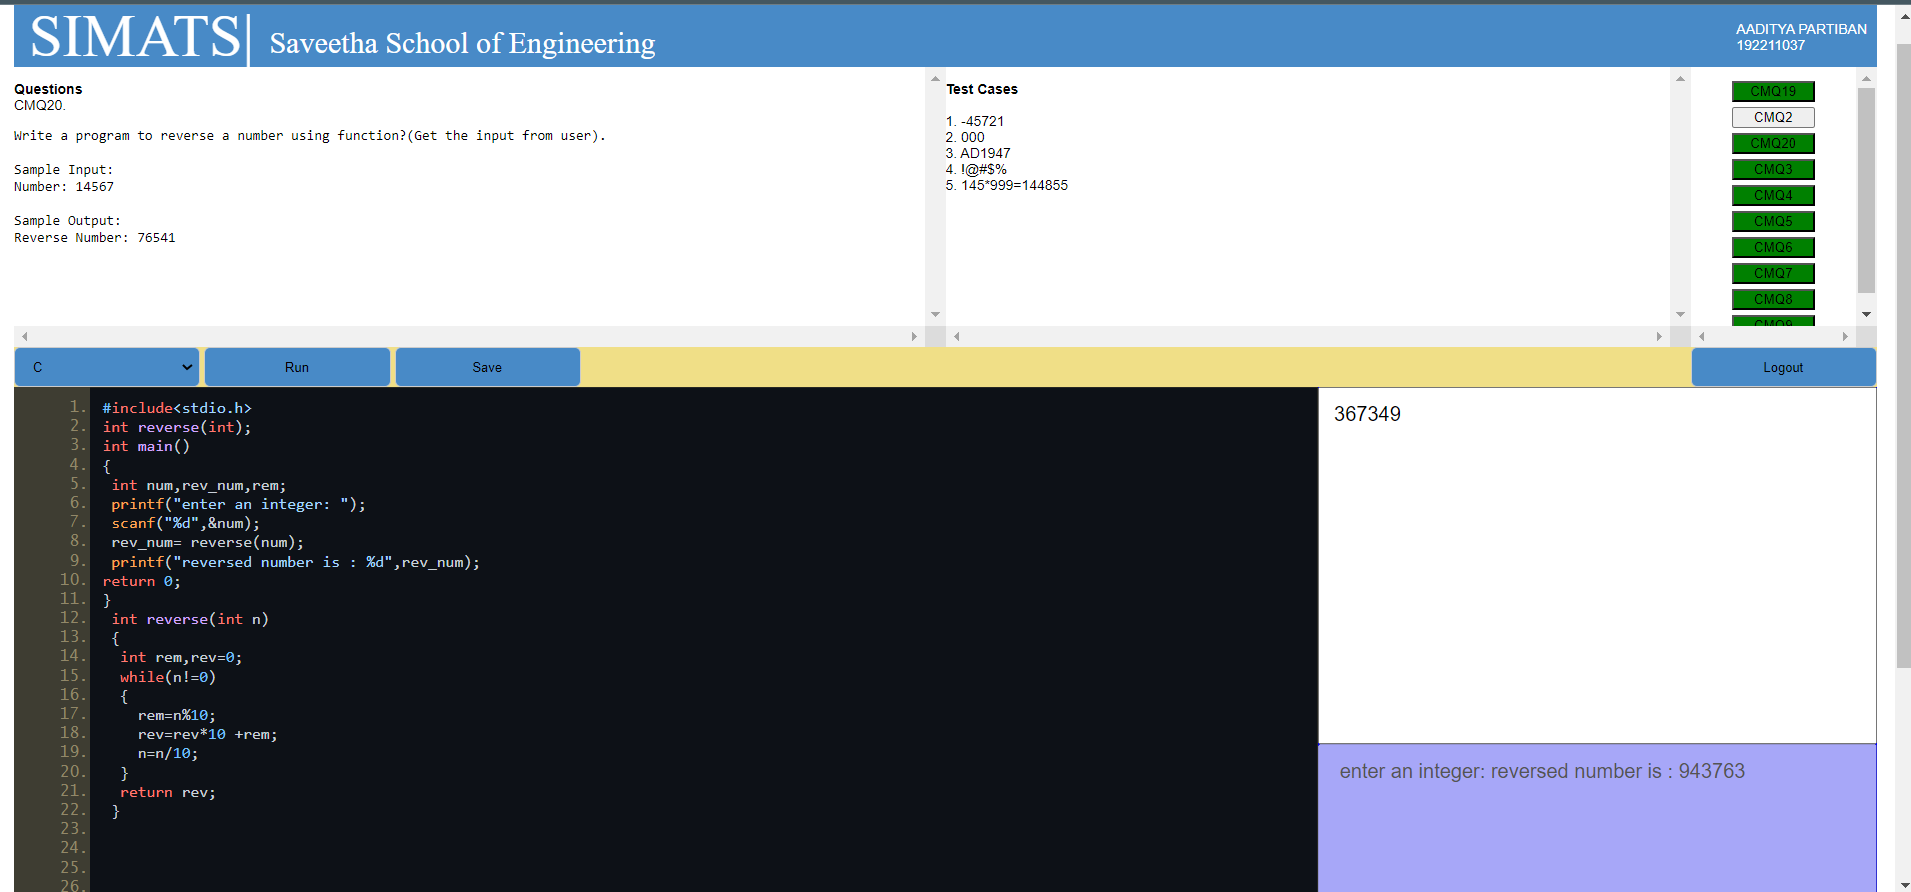 SIMATS
Saveetha School of Engineering
AADITYA PARTIBAN
192211037
Questions
CMQ20.
Write a program to reverse a number using function?(Get the input from user).
Sample Input:
Number: 14567
Sample Output:
Reverse Number: 76541
Test Cases
1. -45721
2. 000
3. AD1947
4. !@#$%
5. 145*999=144855
CMQ19
CMQ2
CMQ20
CMQ3
CMQ4
CMQ5
CMQ6
CMQ7
CMQ8
CMQ9
C
Run
Save
Logout
1. #include<stdio.h>
2. int reverse(int);
3. int main()
4. {
5. int num,rev_num,rem;
6. printf("enter an integer: ");
7. scanf("%d",&num);
8. rev_num= reverse(num);
9. printf("reversed number is : %d",rev_num);
10. return 0;
11. }
12. int reverse(int n)
13. {
14. int rem,rev=0;
15. while(n!=0)
16. {
17. rem=n%10;
18. rev=rev*10 +rem;
19. n=n/10;
20. }
21. return rev;
22. }
23.
24.
25.
26.
367349
enter an integer: reversed number is : 943763